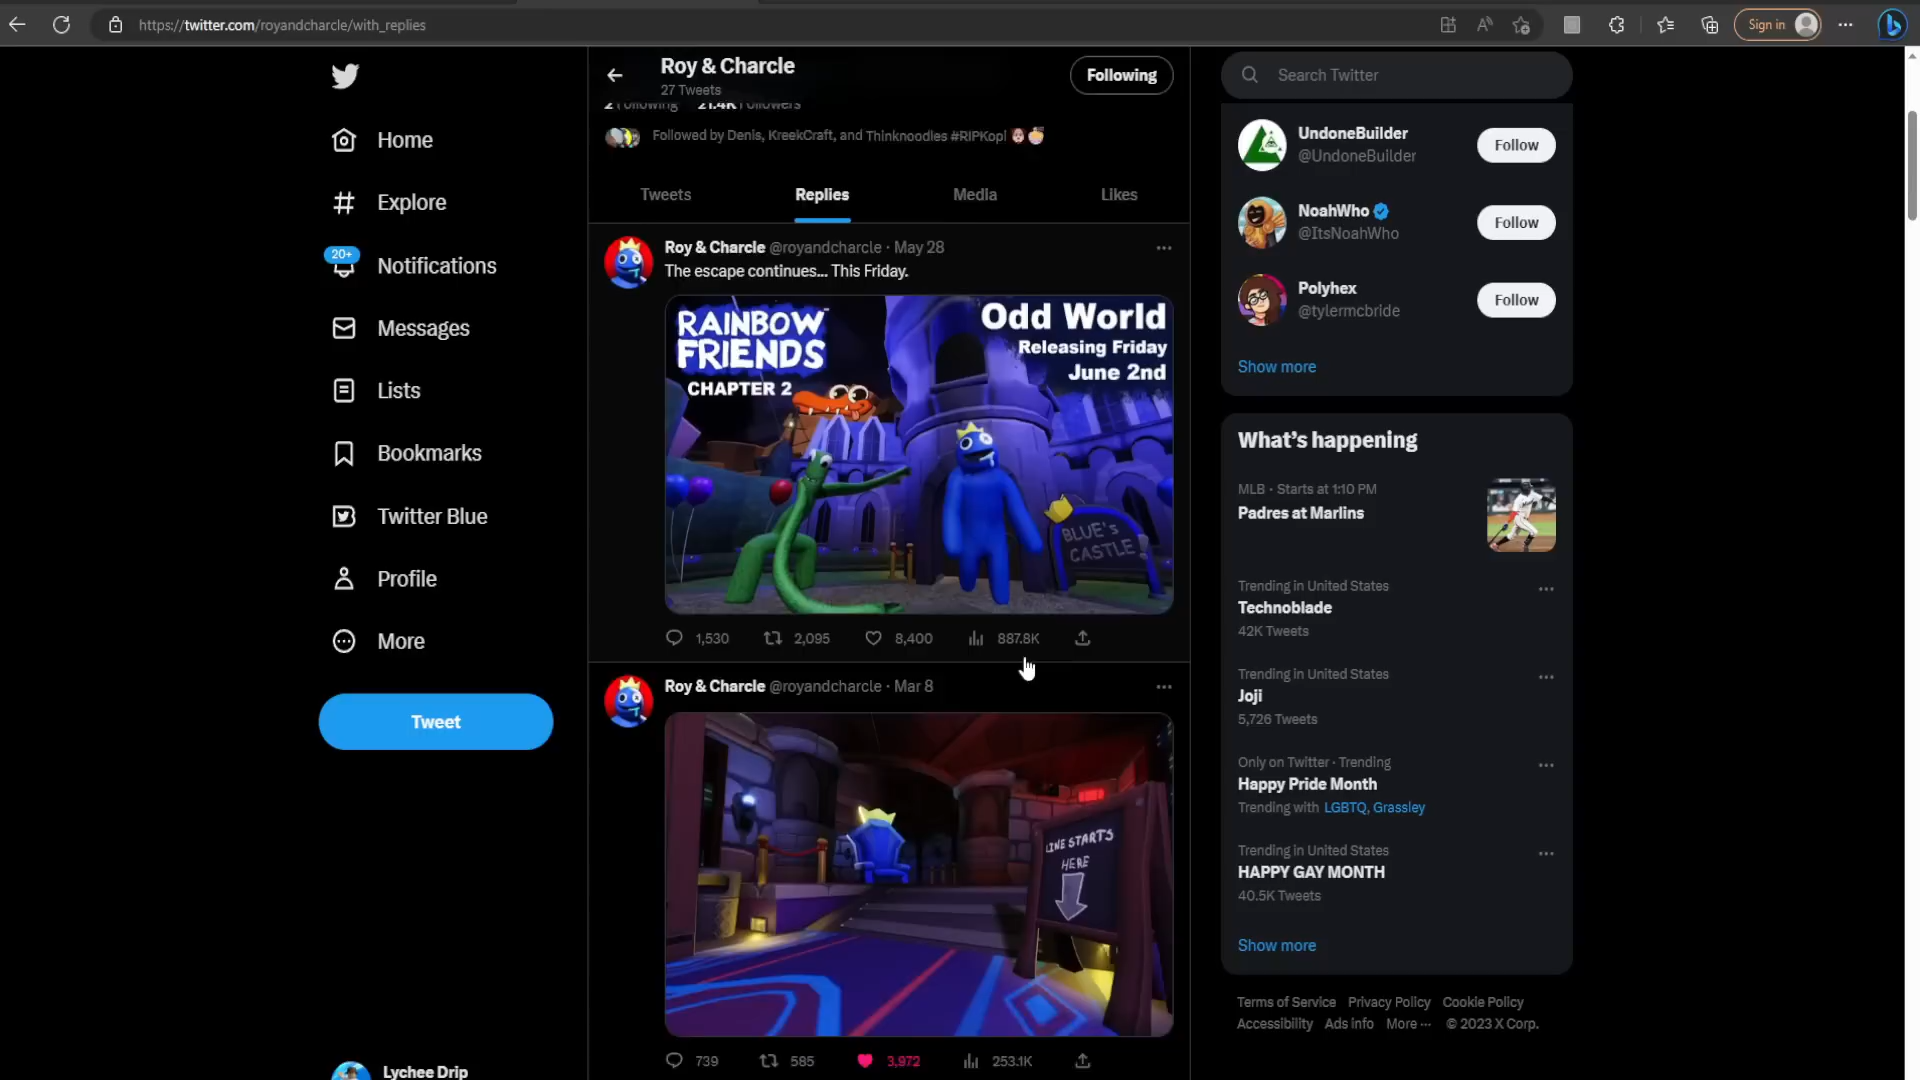 https://twitter.com/royandcharcle/with_replies
Sign in
Home
Explore
20+
Notifications
Messages
Lists
Bookmarks
Twitter Blue
Profile
More
Tweet
Lychee Drip
Roy & Charcle
27 Tweets
Following
2 Following 21.4K Followers
Followed by Denis, KreekCraft, and Thinknoodles #RIPKopi
Tweets Replies Media Likes
Roy & Charcle @royandcharcle · May 28
The escape continues... This Friday.
RAINBOW
FRIENDS
CHAPTER 2
Odd World
Releasing Friday
June 2nd
BLUE'S
CASTLE
1,530 2,095 8,400 887.8K
Roy & Charcle @royandcharcle · Mar 8
LINE STARTS
HERE
739 585 3,972 253.1K
Search Twitter
UndoneBuilder
@UndoneBuilder
Follow
NoahWho
@ItsNoahWho
Follow
Polyhex
@tylermcbride
Follow
Show more
What's happening
MLB · Starts at 1:10 PM
Padres at Marlins
Trending in United States
Technoblade
42K Tweets
Trending in United States
Joji
5,726 Tweets
Only on Twitter · Trending
Happy Pride Month
Trending with LGBTQ, Grassley
Trending in United States
HAPPY GAY MONTH
40.5K Tweets
Show more
Terms of Service Privacy Policy Cookie Policy
Accessibility Ads info More ··· © 2023 X Corp.